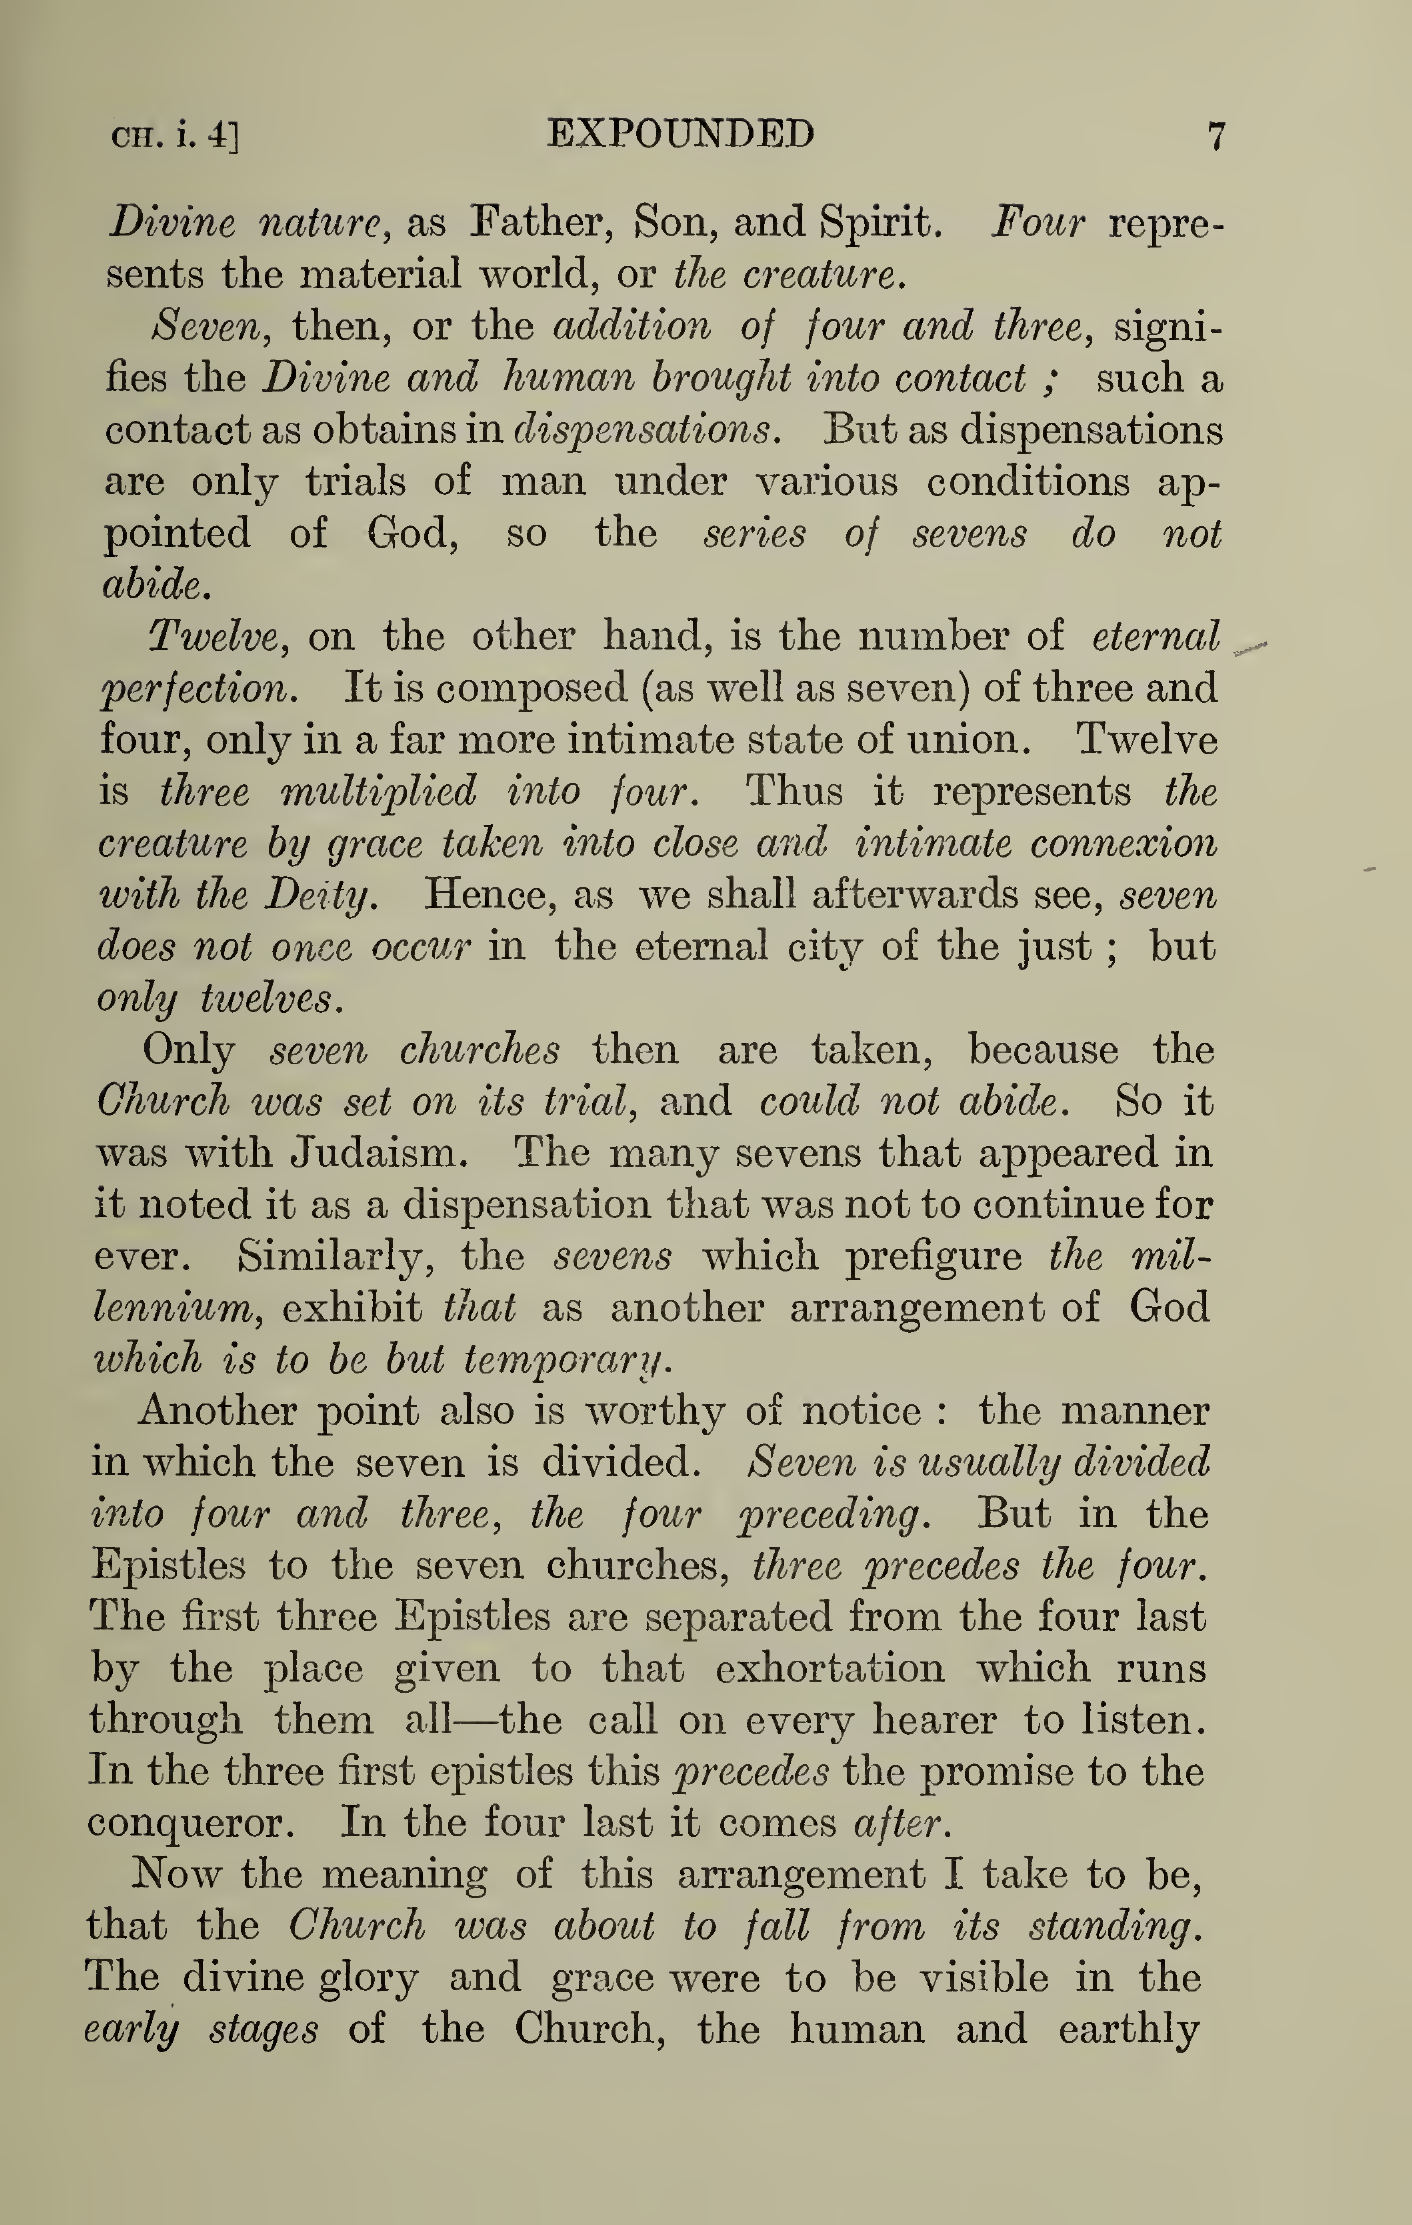 CH. i. 4] EXPOUNDED 7
Divine nature, as Father, Son, and Spirit. Four repre-
sents the material world, or the creature.
Seven, then, or the addition of four and three, signi-
fies the Divine and human brought into contact ; such a
contact as obtains in dispensations. But as dispensations
are only trials of man under various conditions ap-
pointed of God, so the series of sevens do not
abide.
Twelve, on the other hand, is the number of eternal
perfection. It is composed (as well as seven) of three and
four, only in a far more intimate state of union. Twelve
is three multiplied into four. Thus it represents the
creature by grace taken into close and intimate connexion
with the Deity. Hence, as we shall afterwards see, seven
does not once occur in the eternal city of the just ; but
only twelves.
Only seven churches then are taken, because the
Church was set on its trial, and could not abide. So it
was with Judaism. The many sevens that appeared in
it noted it as a dispensation that was not to continue for
ever. Similarly, the sevens which prefigure the mil-
lennium, exhibit that as another arrangement of God
which is to be but temporary.
Another point also is worthy of notice : the manner
in which the seven is divided. Seven is usually divided
into four and three, the four preceding. But in the
Epistles to the seven churches, three precedes the four.
The first three Epistles are separated from the four last
by the place given to that exhortation which runs
through them all—the call on every hearer to listen.
In the three first epistles this precedes the promise to the
conqueror. In the four last it comes after.
Now the meaning of this arrangement I take to be,
that the Church was about to fall from its standing.
The divine glory and grace were to be visible in the
early stages of the Church, the human and earthly